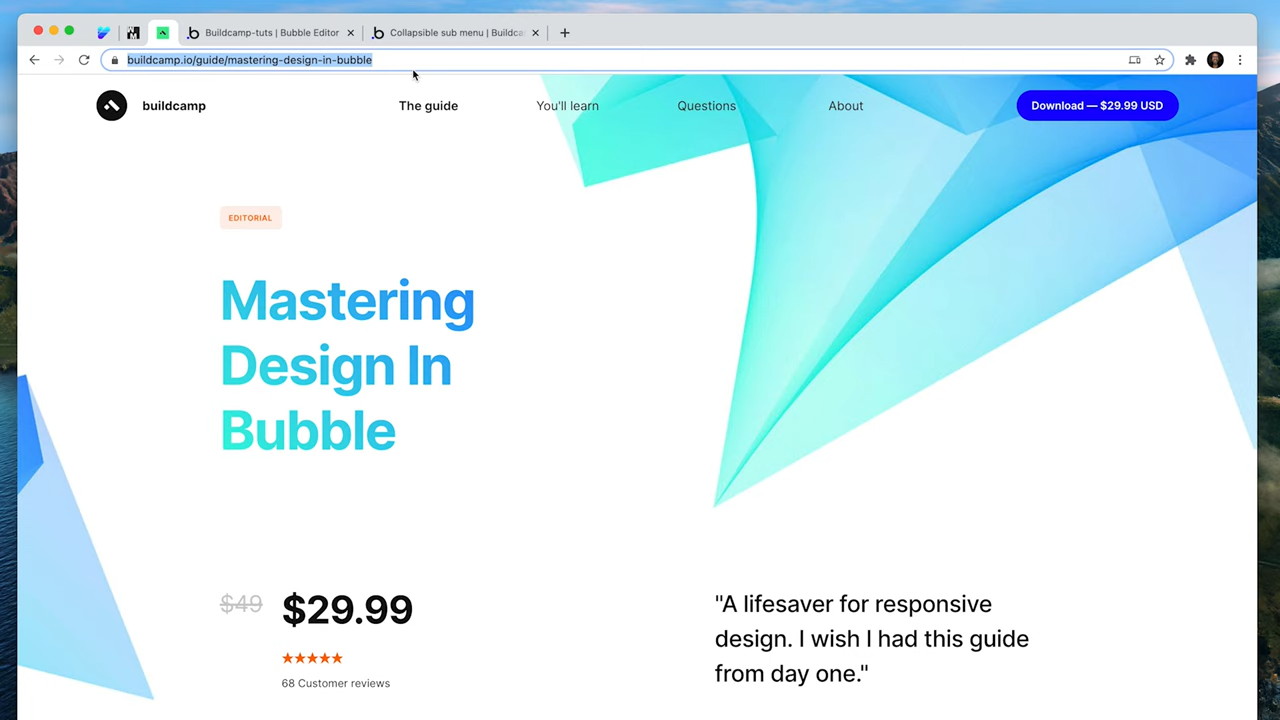 Buildcamp-tuts | Bubble Editor
Collapsible sub menu | Buildca
buildcamp.io/guide/mastering-design-in-bubble
buildcamp
The guide
You'll learn
Questions
About
Download — $29.99 USD
EDITORIAL
Mastering
Design In
Bubble
$49
$29.99
68 Customer reviews
"A lifesaver for responsive
design. I wish I had this guide
from day one."